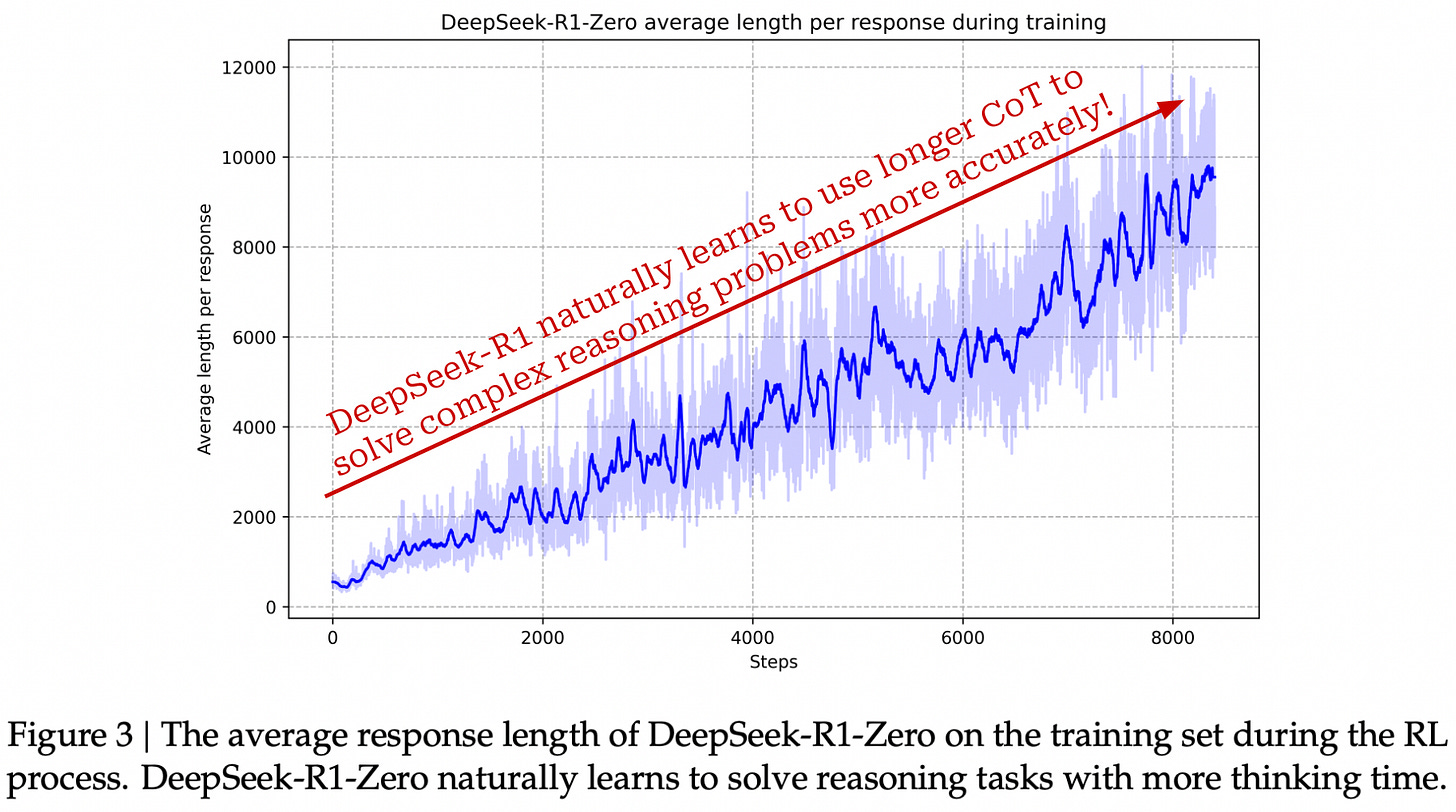 DeepSeek-R1-Zero average length per response during training
12000
10000
8000
6000
4000
2000
0
Average length per response
DeepSeek-R1 naturally learns to use longer CoT to
solve complex reasoning problems more accurately!
0 2000 4000 6000 8000
Steps
Figure 3 | The average response length of DeepSeek-R1-Zero on the training set during the RL
process. DeepSeek-R1-Zero naturally learns to solve reasoning tasks with more thinking time.